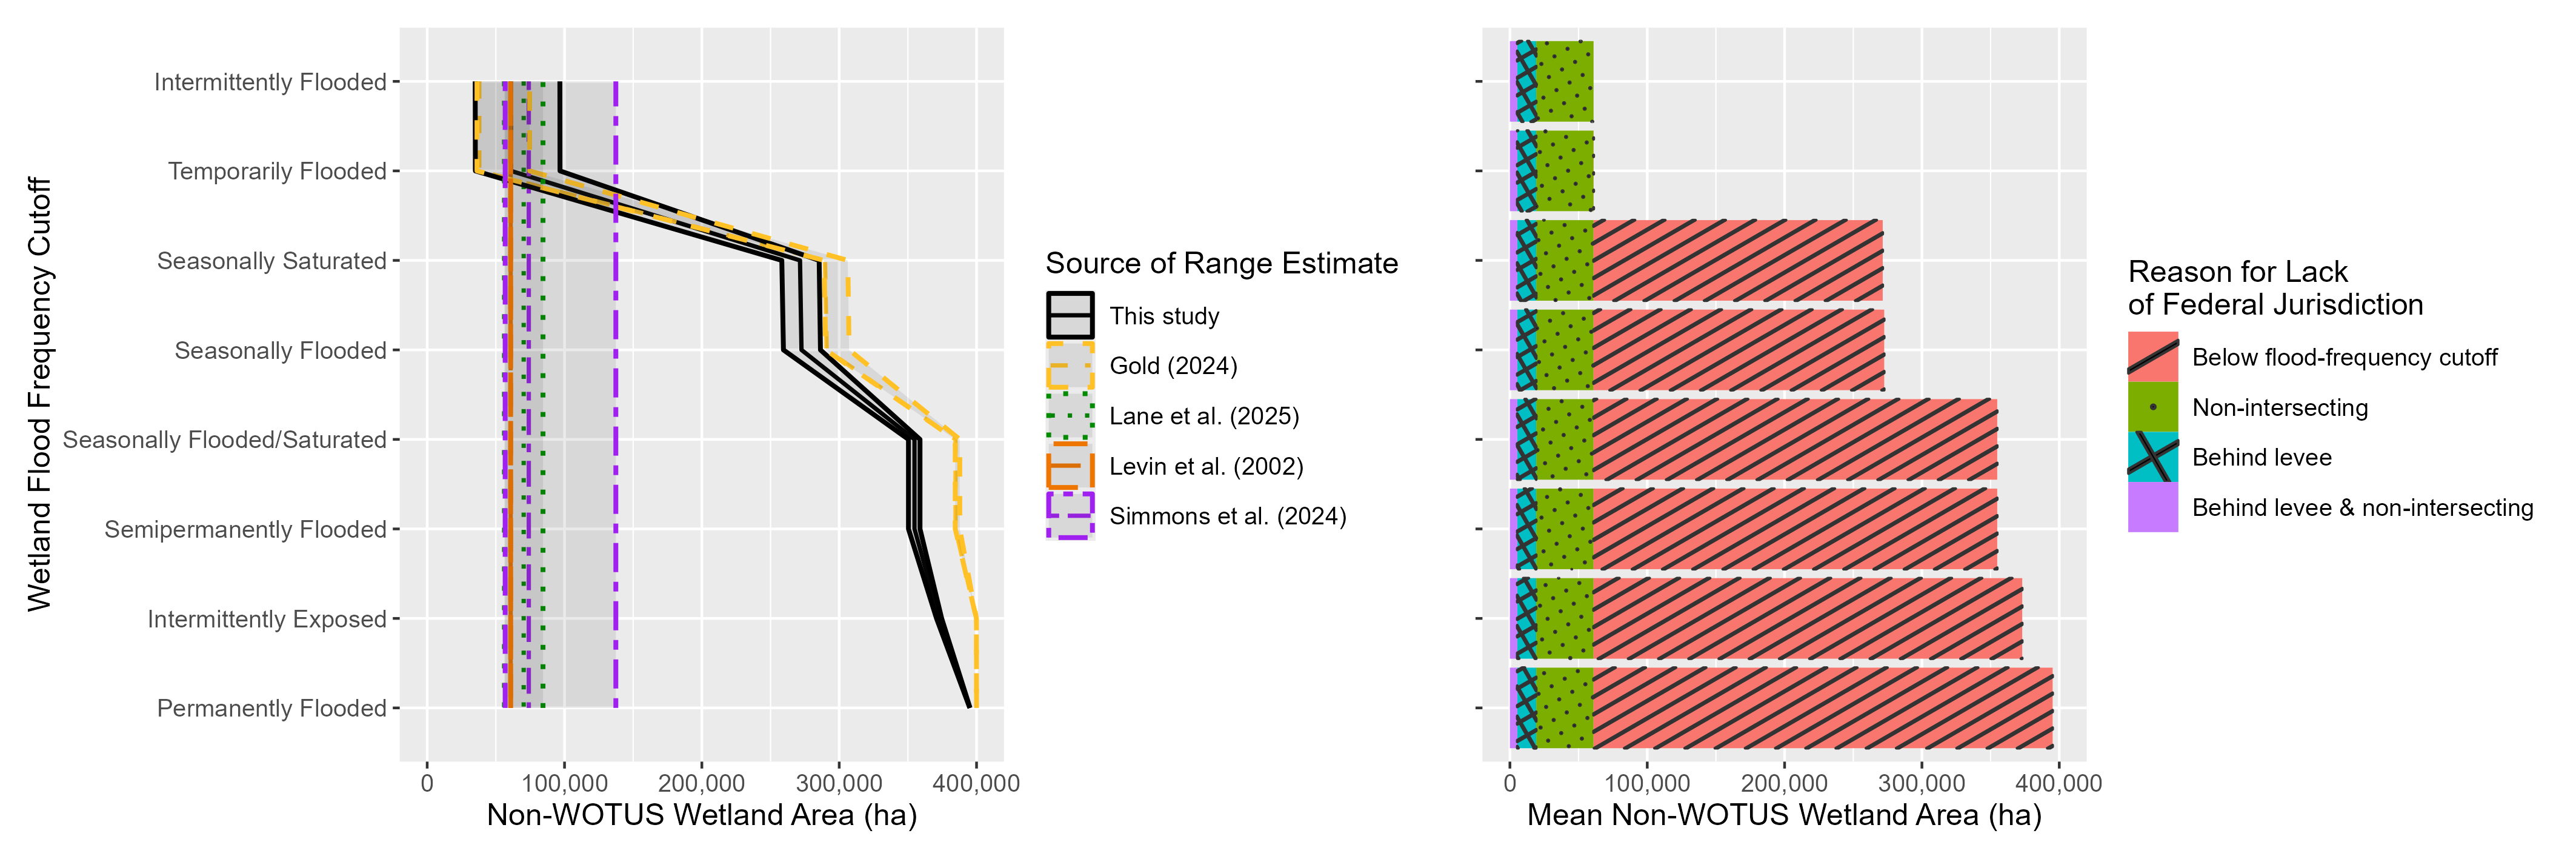 Wetland Flood Frequency Cutoff
Intermittently Flooded
Temporarily Flooded
Seasonally Saturated
Seasonally Flooded
Seasonally Flooded/Saturated
Semipermanently Flooded
Intermittently Exposed
Permanently Flooded
0 100,000 200,000 300,000 400,000
Non-WOTUS Wetland Area (ha)
Source of Range Estimate
This study
Gold (2024)
Lane et al. (2025)
Levin et al. (2002)
Simmons et al. (2024)
0 100,000 200,000 300,000 400,000
Mean Non-WOTUS Wetland Area (ha)
Reason for Lack
of Federal Jurisdiction
Below flood-frequency cutoff
Non-intersecting
Behind levee
Behind levee & non-intersecting